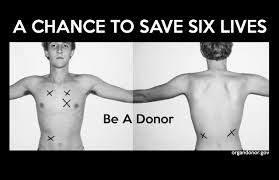 A CHANCE TO SAVE SIX LIVES
Be A Donor
organdonor.gov